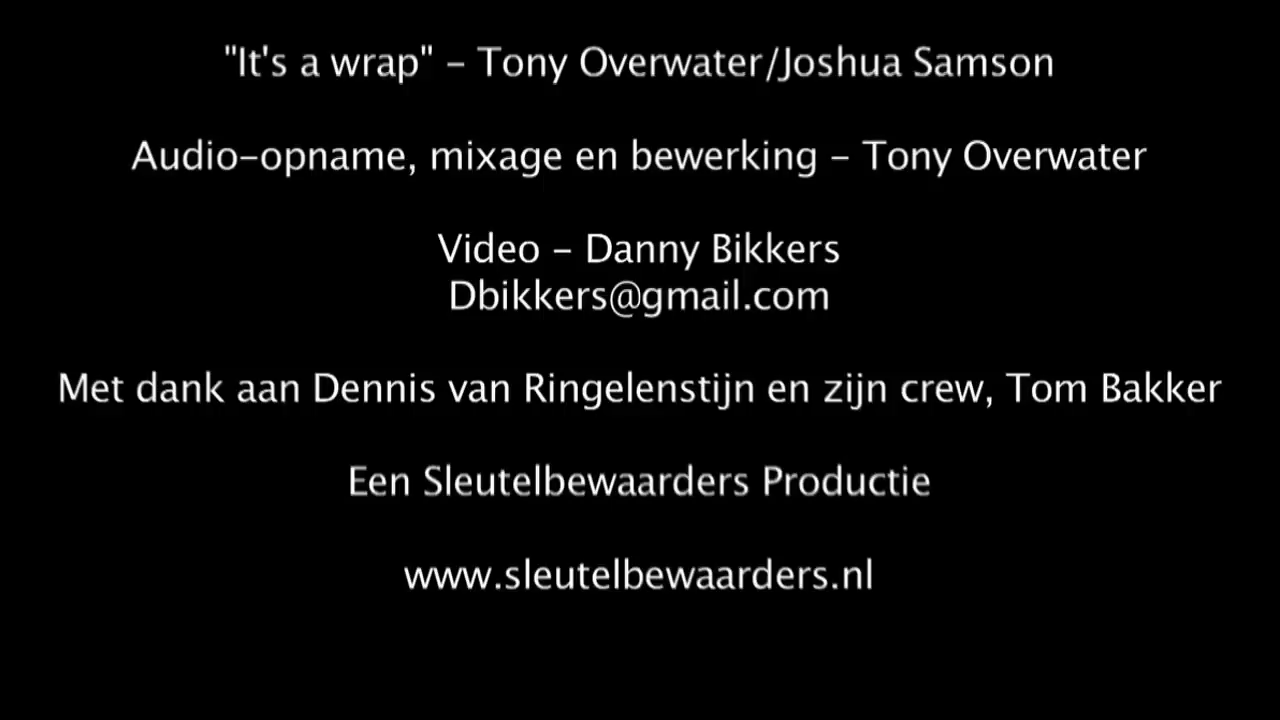 "It's a wrap" – Tony Overwater/Joshua Samson
Audio–opname, mixage en bewerking – Tony Overwater
Video – Danny Bikkers
Dbikkers@gmail.com
Met dank aan Dennis van Ringelenstijn en zijn crew, Tom Bakker
Een Sleutelbewaarders Productie
www.sleutelbewaarders.nl